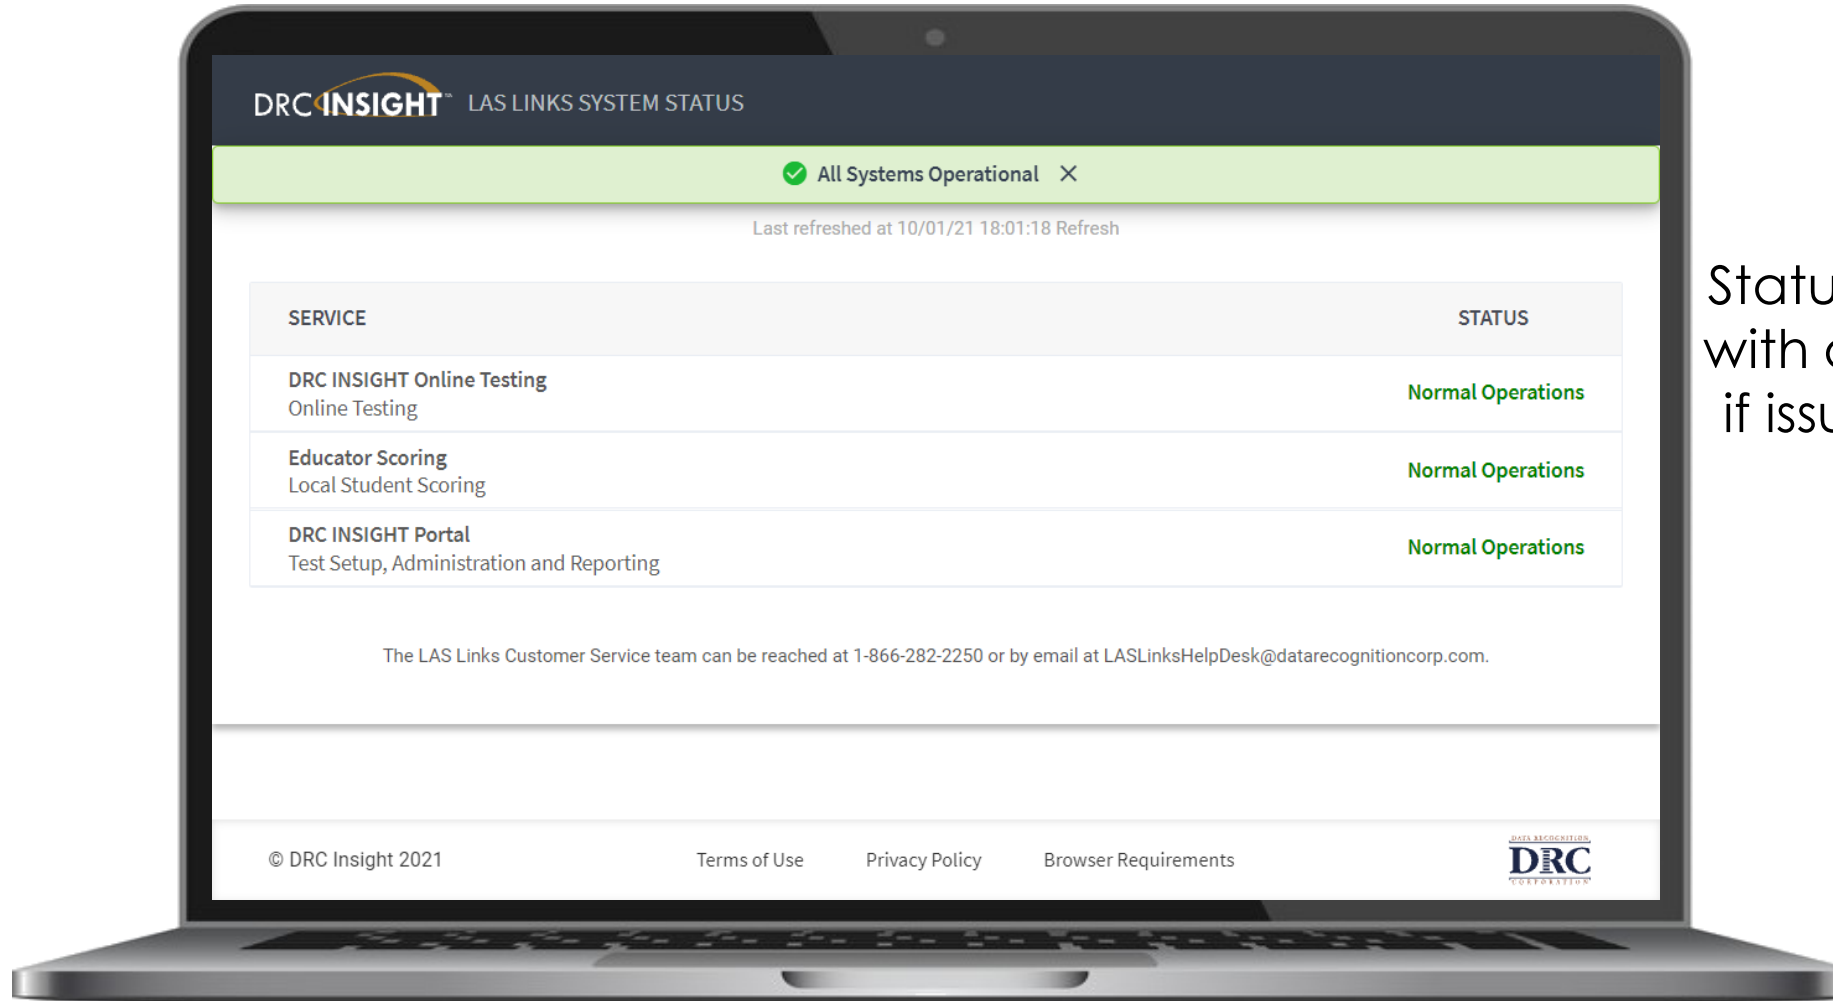 DRC INSIGHT LAS LINKS SYSTEM STATUS
All Systems Operational
Last refreshed at 10/01/21 18:01:18 Refresh
SERVICE STATUS
DRC INSIGHT Online Testing
Online Testing
Normal Operations
Educator Scoring
Local Student Scoring
Normal Operations
DRC INSIGHT Portal
Test Setup, Administration and Reporting
Normal Operations
The LAS Links Customer Service team can be reached at 1-866-282-2250 or by email at LASLinksHelpDesk@datarecognitioncorp.com.
© DRC Insight 2021 Terms of Use Privacy Policy Browser Requirements
DATA RECOGNITION
DRC
CORPORATION
with
if